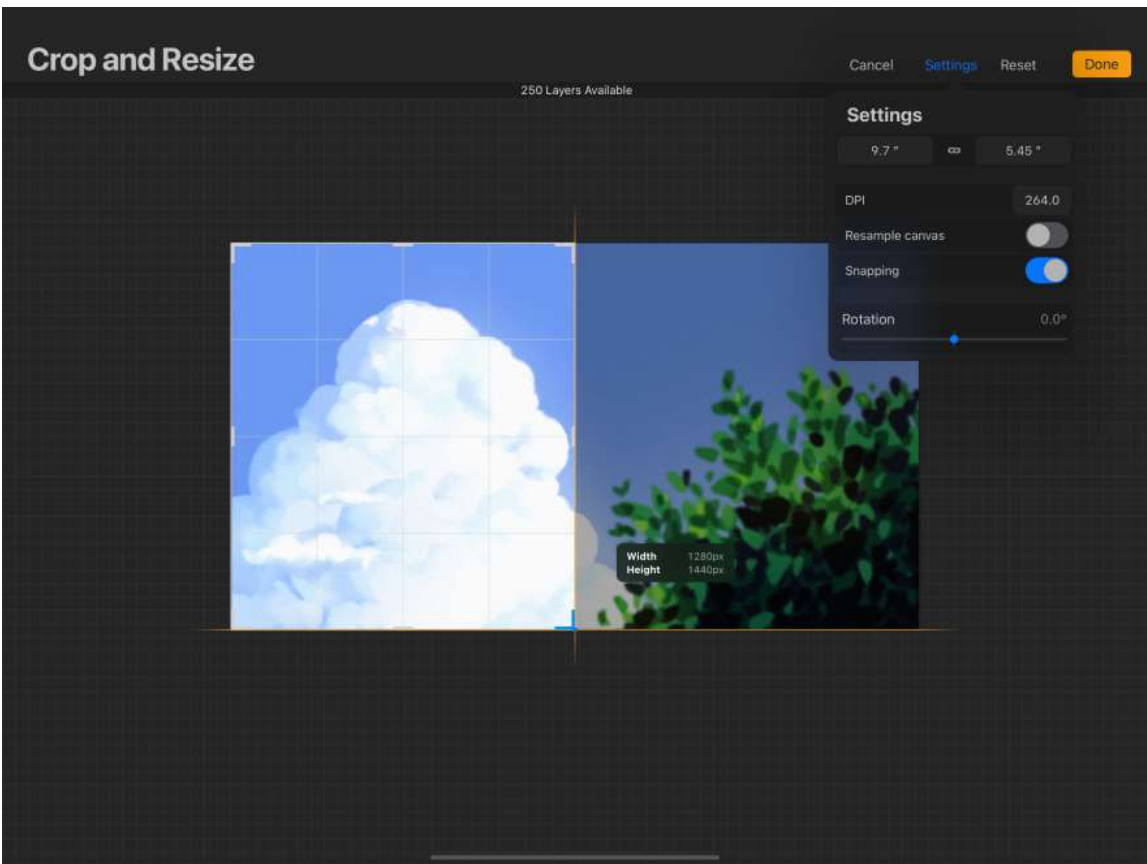 Crop and Resize
Cancel Settings Reset Done
250 Layers Available
Settings
9.7 " 5.45 "
DPI 264.0
Resample canvas
Snapping
Rotation 0.0°
Width 1280px
Height 1440px